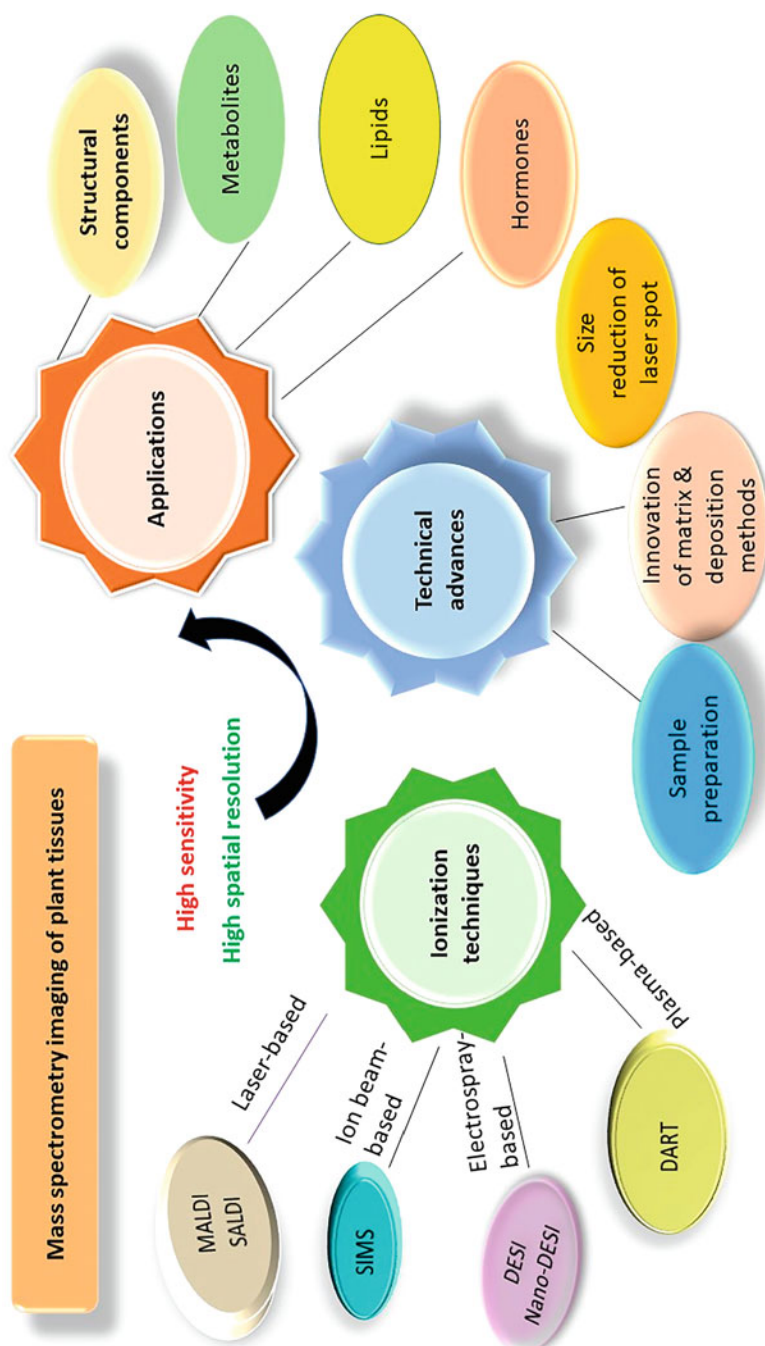 Mass spectrometry imaging of plant tissues
High sensitivity
High spatial resolution
Laser-based
MALDI
SALDI
Ion beam-
based
SIMS
Electrospray-
based
DESI
Nano-DESI
Plasma-based
DART
Ionization
techniques
Technical
advances
Sample
preparation
Innovation
of matrix &
deposition
methods
Size
reduction of
laser spot
Applications
Structural
components
Metabolites
Lipids
Hormones